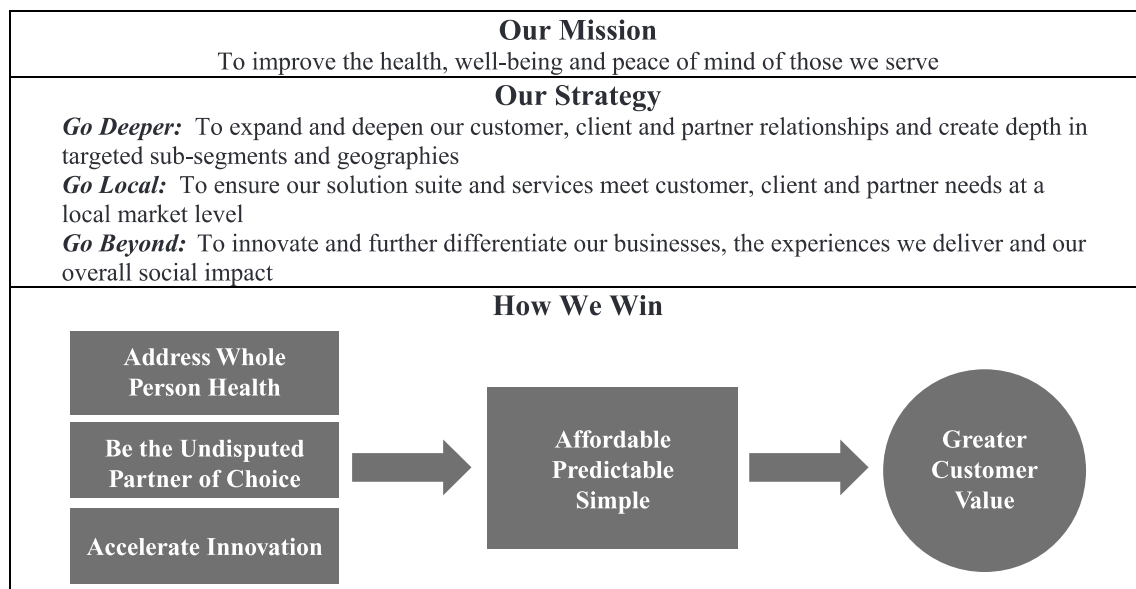 Our Mission
To improve the health, well-being and peace of mind of those we serve
Our Strategy
Go Deeper: To expand and deepen our customer, client and partner relationships and create depth in
targeted sub-segments and geographies
Go Local: To ensure our solution suite and services meet customer, client and partner needs at a
local market level
Go Beyond: To innovate and further differentiate our businesses, the experiences we deliver and our
overall social impact
How We Win
Address Whole
Person Health
Be the Undisputed
Partner of Choice
Accelerate Innovation
Affordable
Predictable
Simple
Greater
Customer
Value